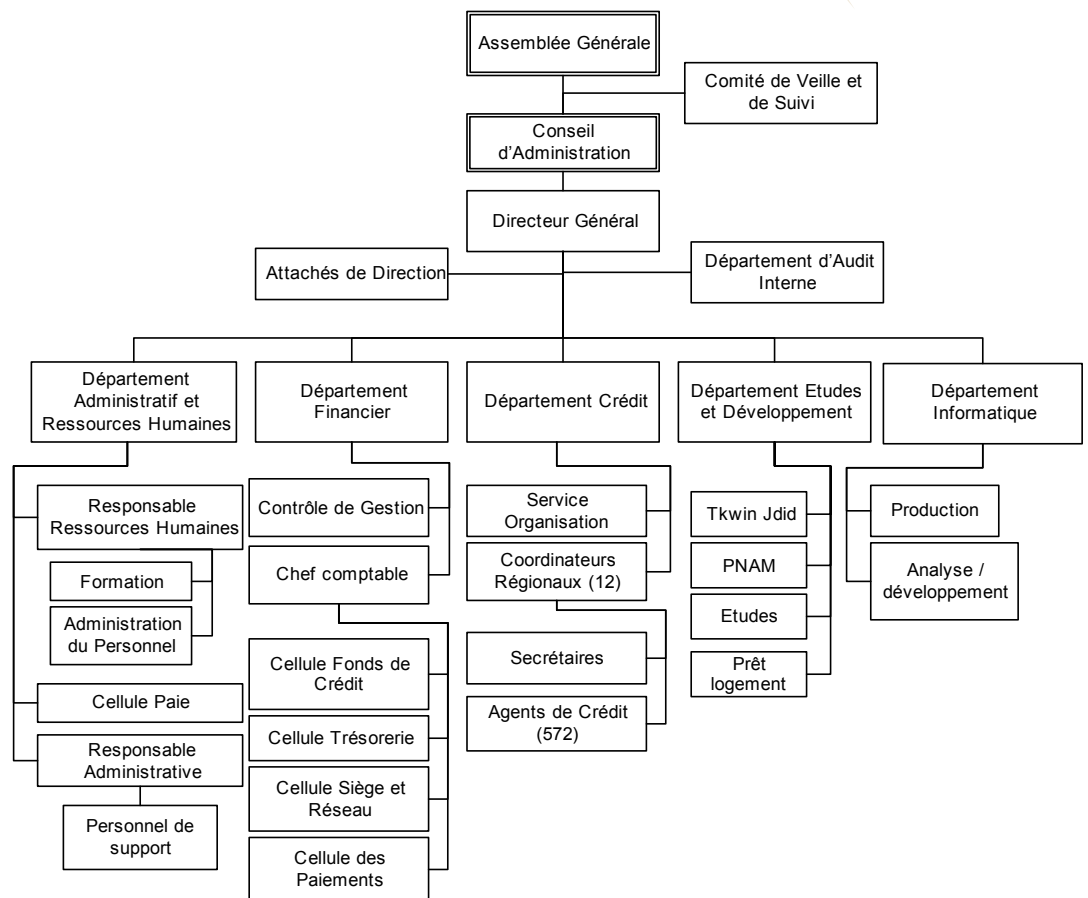 Assemblée Générale
Comité de Veille et
de Suivi
Conseil
d'Administration
Directeur Général
Attachés de Direction
Département d'Audit
Interne
Département
Administratif et
Ressources Humaines
Département
Financier
Département Crédit
Département Etudes
et Développement
Département
Informatique
Responsable
Ressources Humaines
Formation
Administration
du Personnel
Cellule Paie
Responsable
Administrative
Personnel de
support
Contrôle de Gestion
Chef comptable
Cellule Fonds de
Crédit
Cellule Trésorerie
Cellule Siège et
Réseau
Cellule des
Paiements
Service
Organisation
Coordinateurs
Régionaux (12)
Secrétaires
Agents de Crédit
(572)
Tkwin Jdid
PNAM
Etudes
Prêt
logement
Production
Analyse /
développement